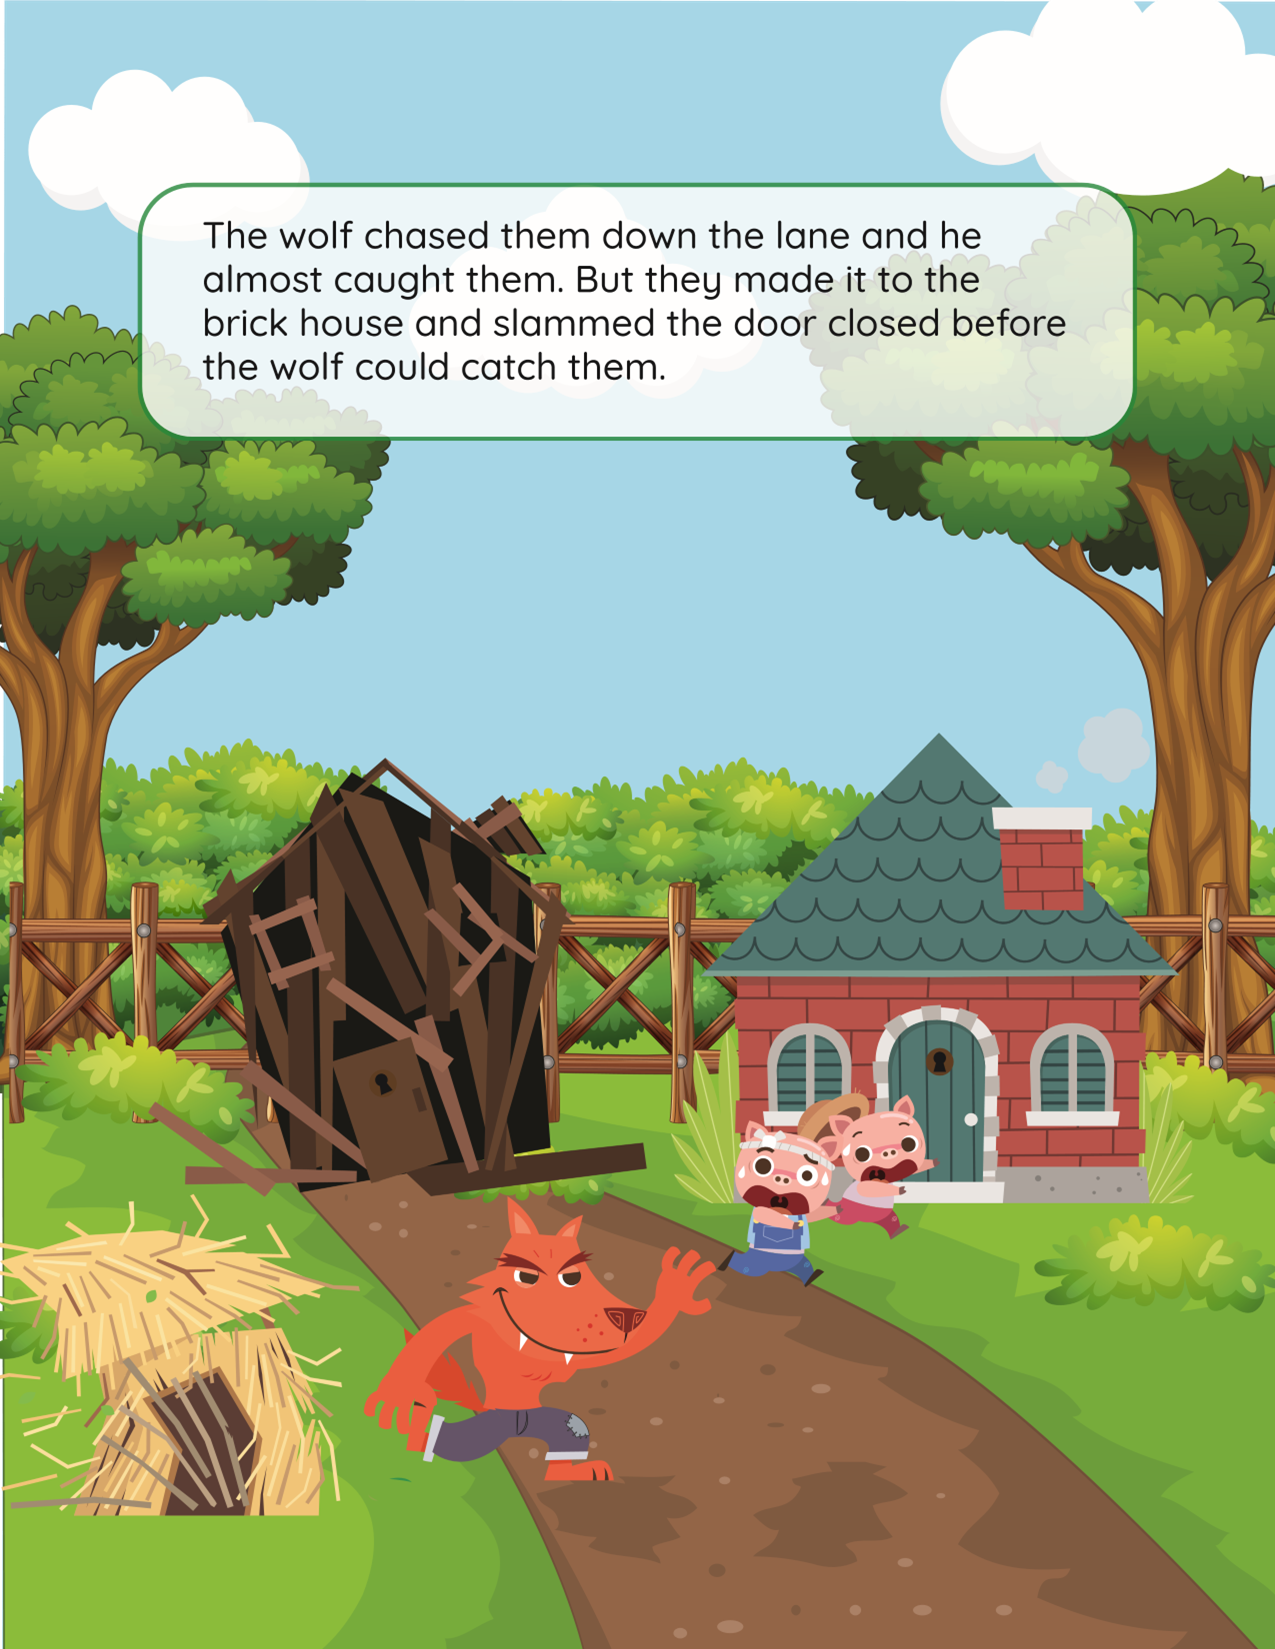 The wolf chased them down the lane and he
almost caught them. But they made it to the
brick house and slammed the door closed before
the wolf could catch them.